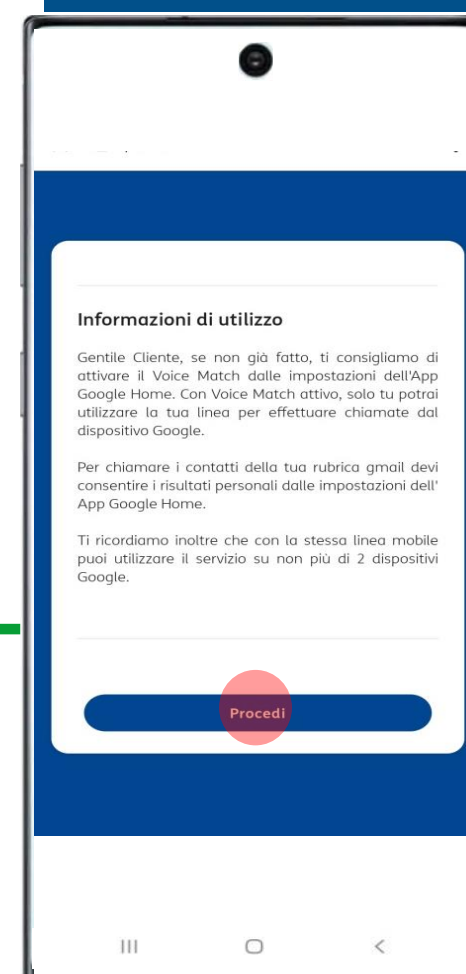 Informazioni di utilizzo
Gentile Cliente, se non già fatto, ti consigliamo di
attivare il Voice Match dalle impostazioni dell'App
Google Home. Con Voice Match attivo, solo tu potrai
utilizzare la tua linea per effettuare chiamate dal
dispositivo Google.
Per chiamare i contatti della tua rubrica gmail devi
consentire i risultati personali dalle impostazioni dell'
App Google Home.
Ti ricordiamo inoltre che con la stessa linea mobile
puoi utilizzare il servizio su non più di 2 dispositivi
Google.
Procedi